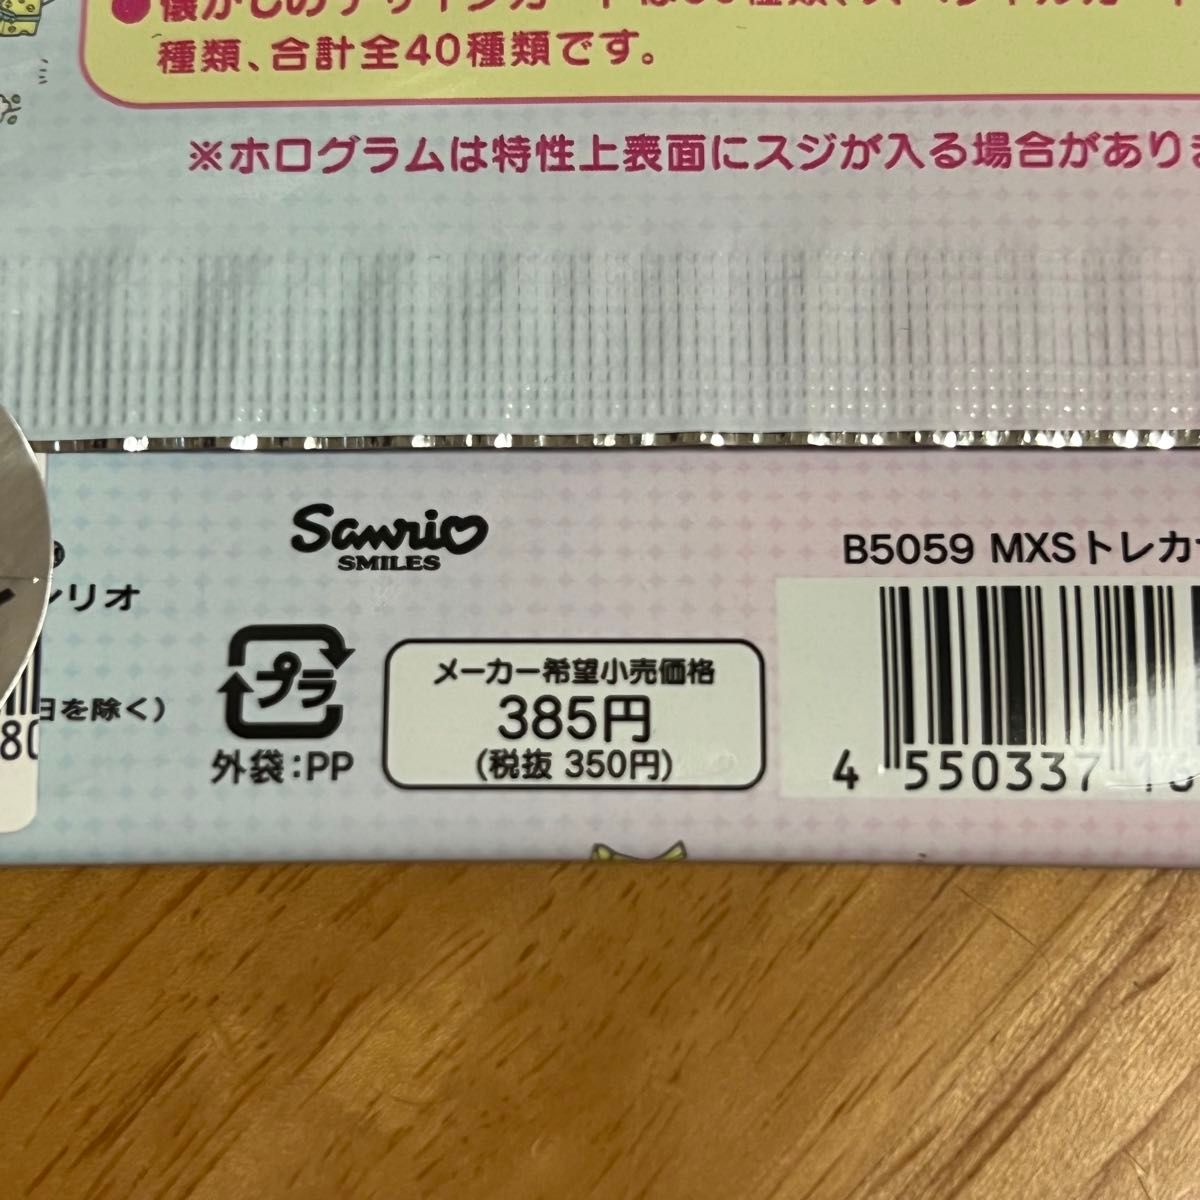 種類、合計全40種類です。
※ホログラムは特性上表面にスジが入る場合があり
Sanrio
SMILES
B5059 MXSトレカ
リオ
プラ
メーカー希望小売価格
385円
(税抜 350円)
日を除く)
外袋:PP
80
4 550337